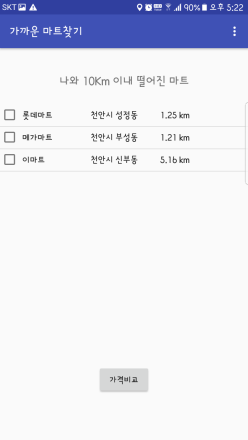 SKT 90% 오후 5:22
가까운 마트찾기
나와 10Km 이내 떨어진 마트
롯데마트 천안시 성정동 1.25 km
메가마트 천안시 부성동 1.21 km
이마트 천안시 신부동 5.16 km
가격비교